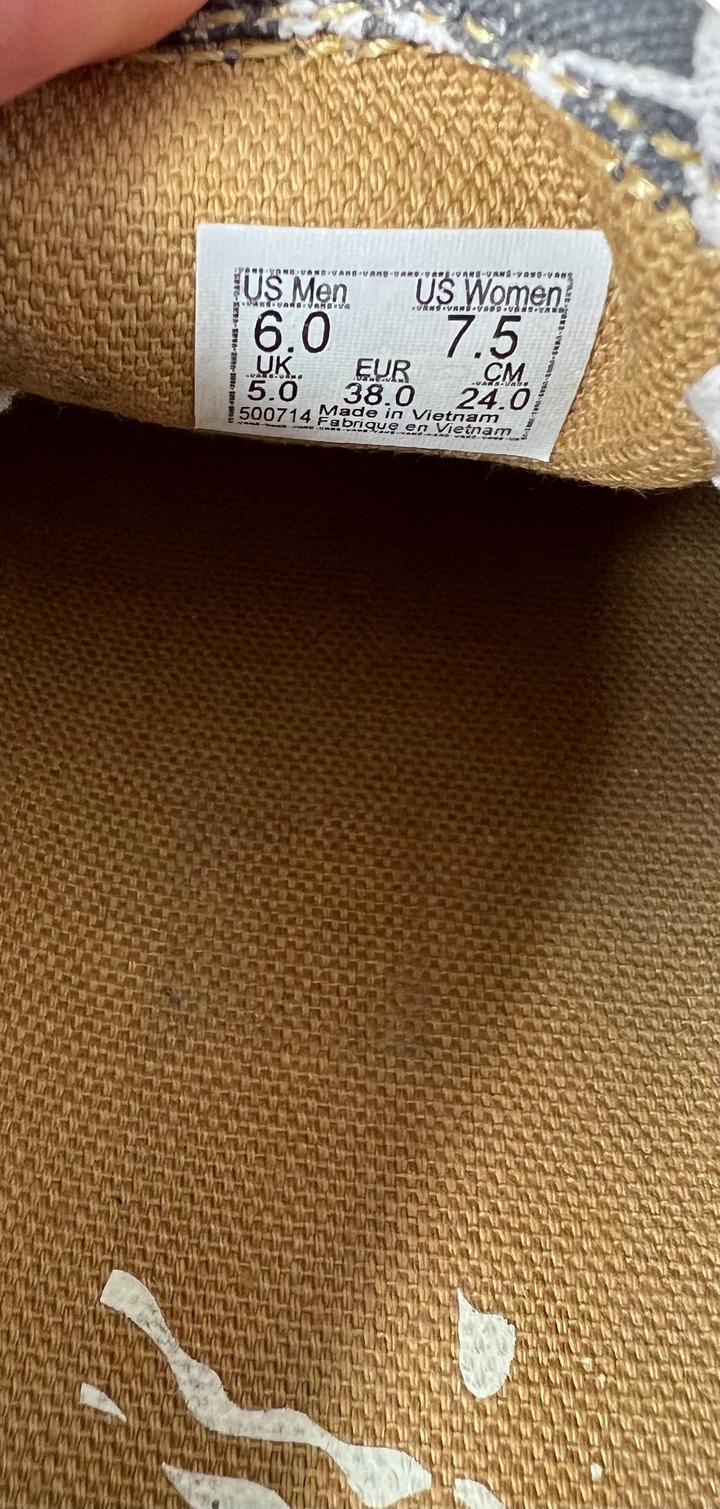 US Men US Women
6.0 7.5
UK EUR CM
5.0 38.0 24.0
500714 Made in Vietnam
Fabrique en Vietnam